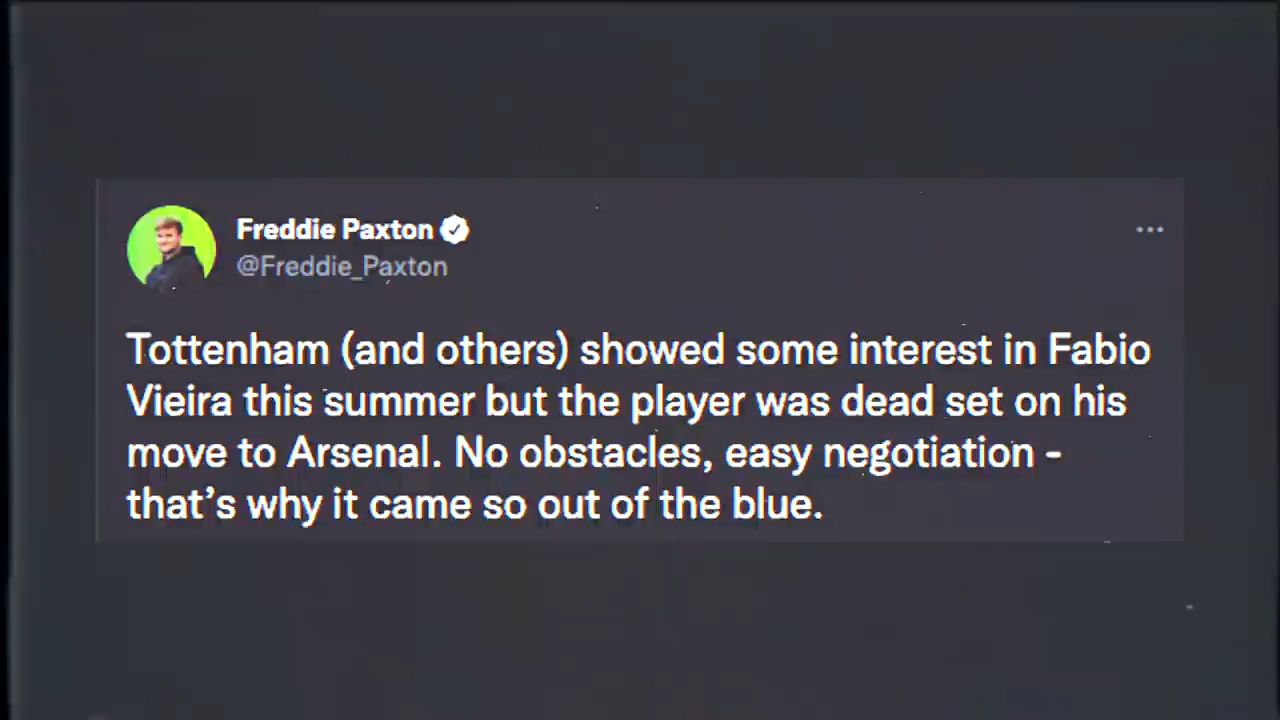 Freddie Paxton
@Freddie_Paxton
Tottenham (and others) showed some interest in Fabio
Vieira this summer but the player was dead set on his
move to Arsenal. No obstacles, easy negotiation -
that’s why it came so out of the blue.